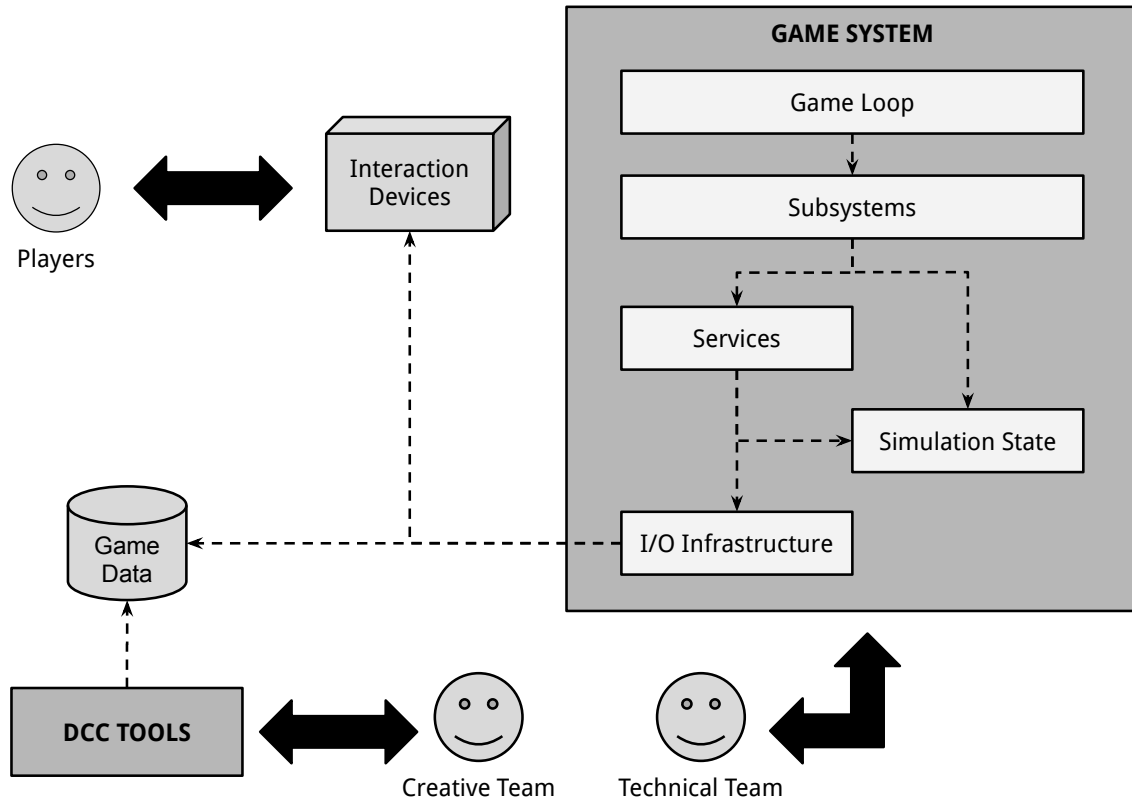 GAME SYSTEM
Game Loop
Interaction
Devices
Subsystems
Players
Services
Simulation State
Game
Data
I/O Infrastructure
DCC TOOLS
Creative Team
Technical Team